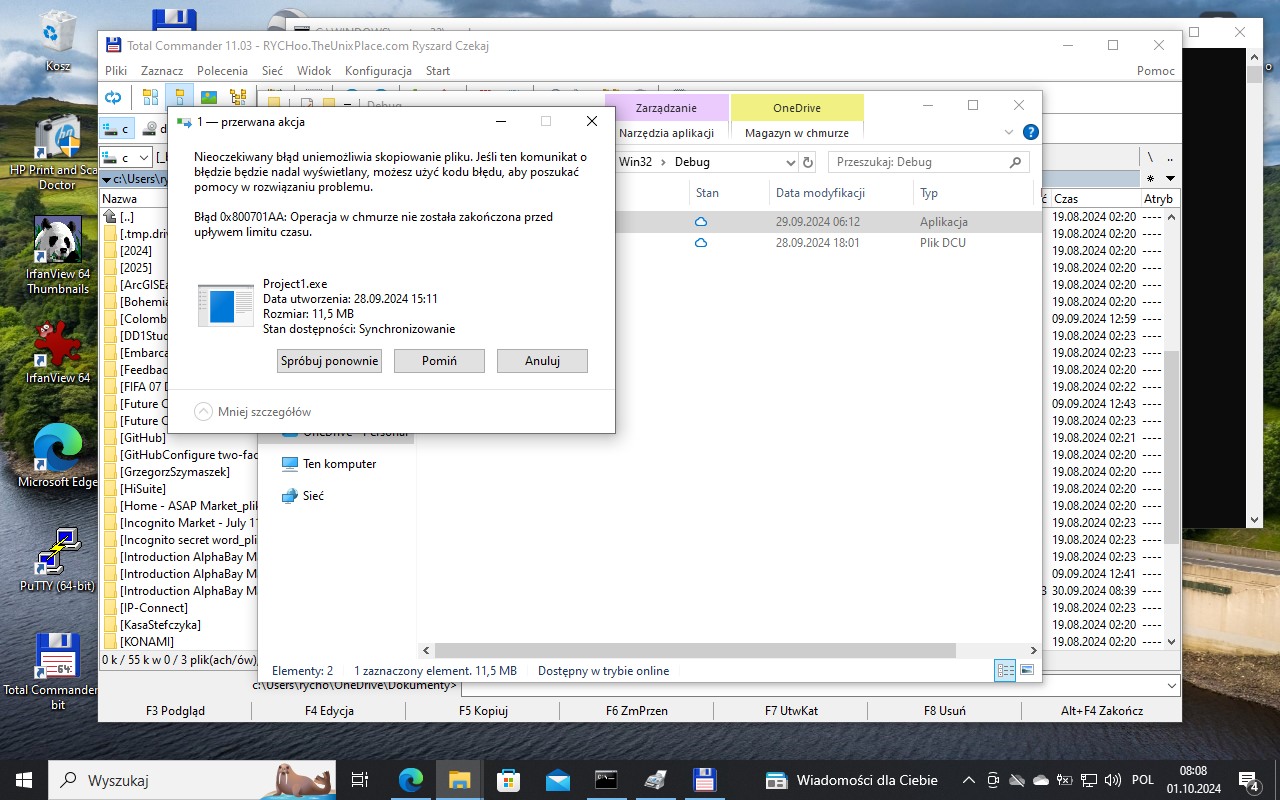 Kosz
HP Print and Sca
Doctor
IrfanView 64
Thumbnails
IrfanView 64
Microsoft Edge
PuTTY (64-bit)
64
Total Commander
bit
Total Commander 11.03 - RYCHoo.TheUnixPlace.com Ryszard Czekaj
Pliki Zaznacz Polecenia Sieć Widok Konfiguracja Start Pomoc
c d
c
\ ..
* 
c:\Users\ry
Nazwa
[..]
[.tmp.driv
[2024]
[2025]
[ArcGISEa
[Bohemia
[Colomb
[DD1Stud
[Embarca
[Feedbac
[FIFA 07 D
[Future C
[Future C
[GitHub]
[GitHubConfigure two-fac
[GrzegorzSzymaszek]
[HiSuite]
[Home - ASAP Market_plik
[Incognito Market - July 11
[Incognito secret word_pli
[Introduction AlphaBay M
[Introduction AlphaBay M
[Introduction AlphaBay M
[IP-Connect]
[KasaStefczyka]
[KONAMI]
0 k / 55 k w 0 / 3 plik(ach/ów),
Czas Atryb
19.08.2024 02:20 ----
19.08.2024 02:20 ----
19.08.2024 02:20 ----
19.08.2024 02:20 ----
19.08.2024 02:20 ----
19.08.2024 02:20 ----
09.09.2024 12:59 ----
19.08.2024 02:23 ----
19.08.2024 02:23 ----
19.08.2024 02:20 ----
19.08.2024 02:22 ----
09.09.2024 12:43 ----
19.08.2024 02:23 ----
19.08.2024 02:21 ----
19.08.2024 02:20 ----
19.08.2024 02:20 ----
19.08.2024 02:20 ----
19.08.2024 02:20 ----
19.08.2024 02:23 ----
19.08.2024 02:23 ----
19.08.2024 02:23 ----
09.09.2024 12:41 ----
3 30.09.2024 08:39 ----
19.08.2024 02:23 ----
19.08.2024 02:20 ----
19.08.2024 02:20 ----
c:\Users\rycho\OneDrive\Dokumenty>
F3 Podgląd F4 Edycja F5 Kopiuj F6 ZmPrzen F7 UtwKat F8 Usuń Alt+F4 Zakończ
Debug
Zarządzanie OneDrive
Narzędzia aplikacji Magazyn w chmurze
Win32 > Debug
Przeszukaj: Debug
Stan Data modyfikacji Typ
29.09.2024 06:12 Aplikacja
28.09.2024 18:01 Plik DCU
OneDrive - Personal
Ten komputer
Sieć
Elementy: 2 1 zaznaczony element. 11,5 MB Dostępny w trybie online
1 — przerwana akcja
Nieoczekiwany błąd uniemożliwia skopiowanie pliku. Jeśli ten komunikat o
błędzie będzie nadal wyświetlany, możesz użyć kodu błędu, aby poszukać
pomocy w rozwiązaniu problemu.
Błąd 0x800701AA: Operacja w chmurze nie została zakończona przed
upływem limitu czasu.
Project1.exe
Data utworzenia: 28.09.2024 15:11
Rozmiar: 11,5 MB
Stan dostępności: Synchronizowanie
Spróbuj ponownie Pomiń Anuluj
Mniej szczegółów
Wyszukaj
Wiadomości dla Ciebie
POL
08:08
01.10.2024
4